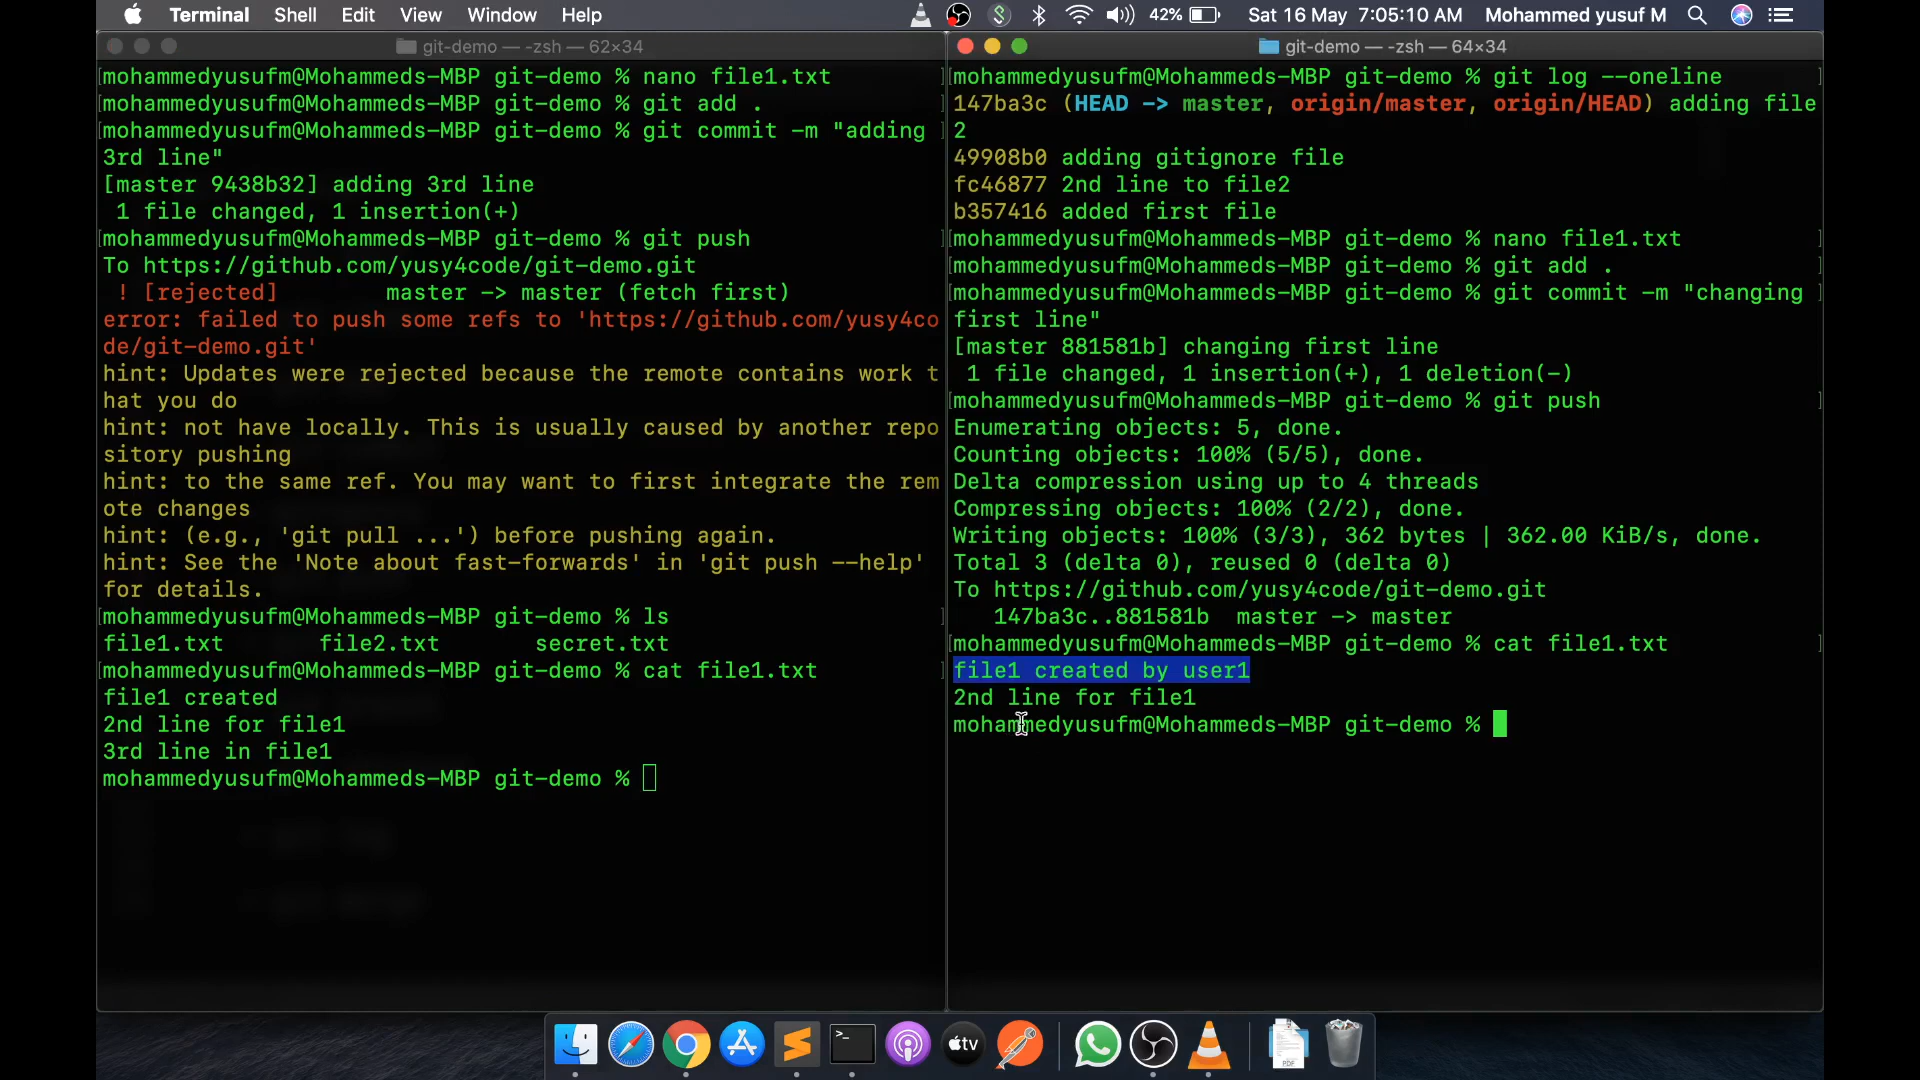 Terminal Shell Edit View Window Help 42% Sat 16 May 7:05:10 AM Mohammed yusuf M
git-demo — -zsh — 62×34
[mohammedyusufm@Mohammeds-MBP git-demo % nano file1.txt ]
[mohammedyusufm@Mohammeds-MBP git-demo % git add . ]
[mohammedyusufm@Mohammeds-MBP git-demo % git commit -m "adding ]
3rd line"
[master 9438b32] adding 3rd line
1 file changed, 1 insertion(+)
[mohammedyusufm@Mohammeds-MBP git-demo % git push ]
To https://github.com/yusy4code/git-demo.git
! [rejected] master -> master (fetch first)
error: failed to push some refs to 'https://github.com/yusy4co
de/git-demo.git'
hint: Updates were rejected because the remote contains work t
hat you do
hint: not have locally. This is usually caused by another repo
sitory pushing
hint: to the same ref. You may want to first integrate the rem
ote changes
hint: (e.g., 'git pull ...') before pushing again.
hint: See the 'Note about fast-forwards' in 'git push --help'
for details.
[mohammedyusufm@Mohammeds-MBP git-demo % ls ]
file1.txt file2.txt secret.txt
[mohammedyusufm@Mohammeds-MBP git-demo % cat file1.txt ]
file1 created
2nd line for file1
3rd line in file1
mohammedyusufm@Mohammeds-MBP git-demo %
git-demo — -zsh — 64×34
[mohammedyusufm@Mohammeds-MBP git-demo % git log --oneline ]
147ba3c (HEAD -> master, origin/master, origin/HEAD) adding file
2
49908b0 adding gitignore file
fc46877 2nd line to file2
b357416 added first file
[mohammedyusufm@Mohammeds-MBP git-demo % nano file1.txt ]
[mohammedyusufm@Mohammeds-MBP git-demo % git add . ]
[mohammedyusufm@Mohammeds-MBP git-demo % git commit -m "changing ]
first line"
[master 881581b] changing first line
1 file changed, 1 insertion(+), 1 deletion(-)
[mohammedyusufm@Mohammeds-MBP git-demo % git push ]
Enumerating objects: 5, done.
Counting objects: 100% (5/5), done.
Delta compression using up to 4 threads
Compressing objects: 100% (2/2), done.
Writing objects: 100% (3/3), 362 bytes | 362.00 KiB/s, done.
Total 3 (delta 0), reused 0 (delta 0)
To https://github.com/yusy4code/git-demo.git
147ba3c..881581b master -> master
[mohammedyusufm@Mohammeds-MBP git-demo % cat file1.txt ]
file1 created by user1
2nd line for file1
mohammedyusufm@Mohammeds-MBP git-demo %
tv
PDF